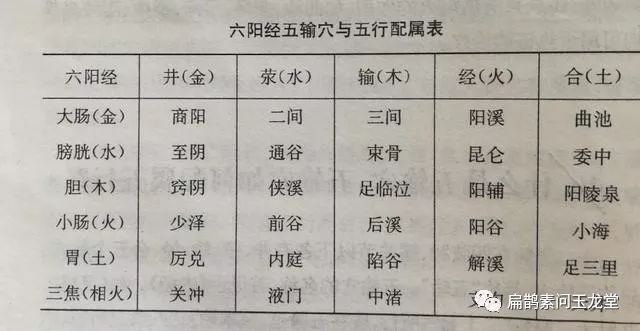 六阳经五输穴与五行配属表
六阳经 井(金) 荥(水) 输(木) 经(火) 合(土)
大肠(金) 商阳 二间 三间 阳溪 曲池
膀胱(水) 至阴 通谷 束骨 昆仑 委中
胆(木) 窍阴 侠溪 足临泣 阳辅 阳陵泉
小肠(火) 少泽 前谷 后溪 阳谷 小海
胃(土) 厉兑 内庭 陷谷 解溪 足三里
三焦(相火) 关冲 液门 中渚
扁鹊素问玉龙堂